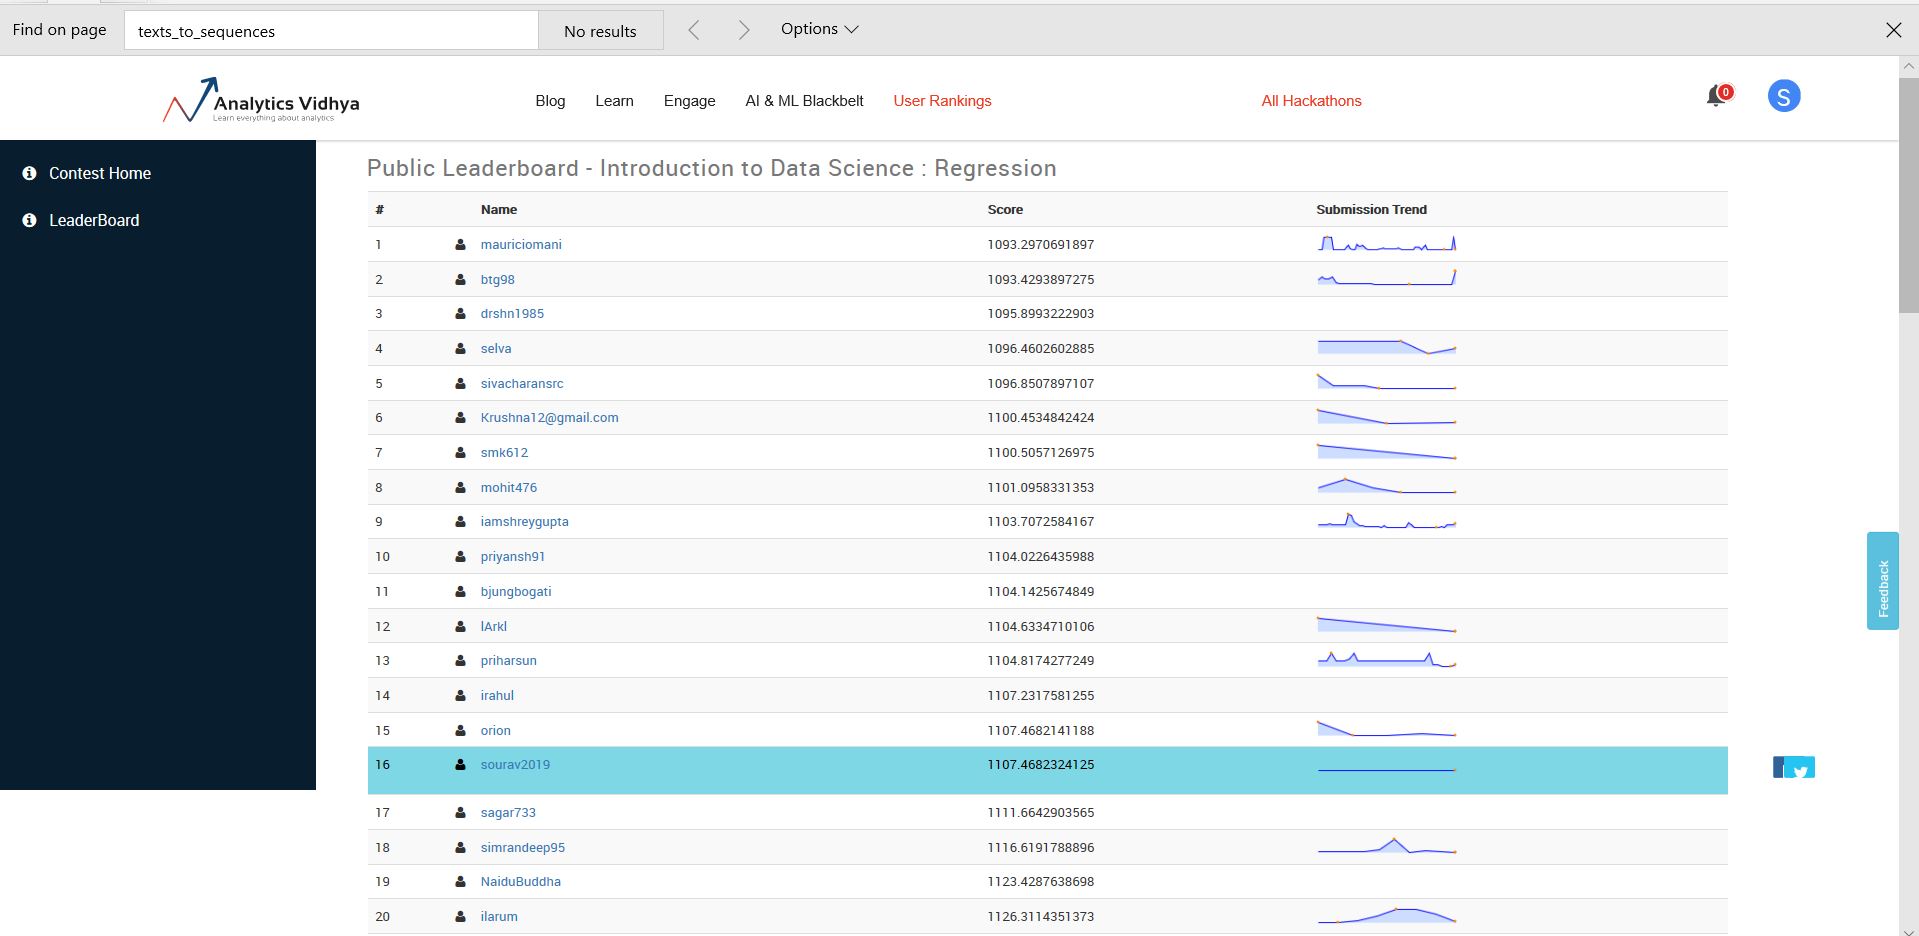 Find on page texts_to_sequences No results Options
Analytics Vidhya
Learn everything about analytics
Blog Learn Engage AI & ML Blackbelt User Rankings All Hackathons 0 S
Contest Home
LeaderBoard
Public Leaderboard - Introduction to Data Science : Regression
# Name Score Submission Trend
1 mauriciomani 1093.2970691897
2 btg98 1093.4293897275
3 drshn1985 1095.8993222903
4 selva 1096.4602602885
5 sivacharansrc 1096.8507897107
6 Krushna12@gmail.com 1100.4534842424
7 smk612 1100.5057126975
8 mohit476 1101.0958331353
9 iamshreygupta 1103.7072584167
10 priyansh91 1104.0226435988
11 bjungbogati 1104.1425674849
12 lArkl 1104.6334710106
13 priharsun 1104.8174277249
14 irahul 1107.2317581255
15 orion 1107.4682141188
16 sourav2019 1107.4682324125
17 sagar733 1111.6642903565
18 simrandeep95 1116.6191788896
19 NaiduBuddha 1123.4287638698
20 ilarum 1126.3114351373
Feedback